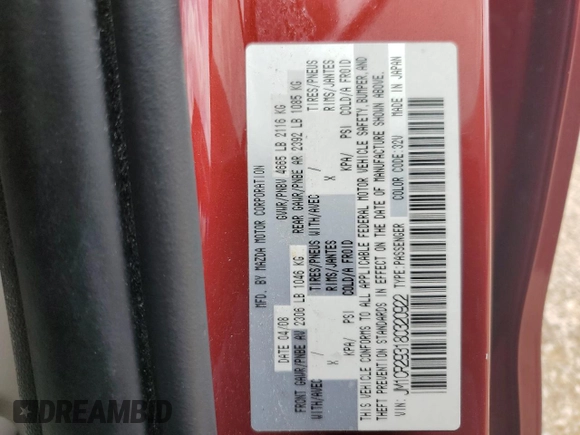 MFD. BY MAZDA MOTOR CORPORATION
DATE 04/08 GVWR/PNBV 4665 LB 2116 KG
FRONT GAWR/PNBE AV 2306 LB 1046 KG REAR GAWR/PNBE AR 2392 LB 1085 KG
WITH/AVEC / TIRES/PNEUS WITH/AVEC / TIRES/PNEUS
X RIMS/JANTES X RIMS/JANTES
KPA/ PSI COLD/A FROID KPA/ PSI COLD/A FROID
THIS VEHICLE CONFORMS TO ALL APPLICABLE FEDERAL MOTOR VEHICLE SAFETY, BUMPER, AND
THEFT PREVENTION STANDARDS IN EFFECT ON THE DATE OF MANUFACTURE SHOWN ABOVE.
VIN: TYPE:PASSENGER COLOR CODE:32V MADE IN JAPAN
DREAMBID